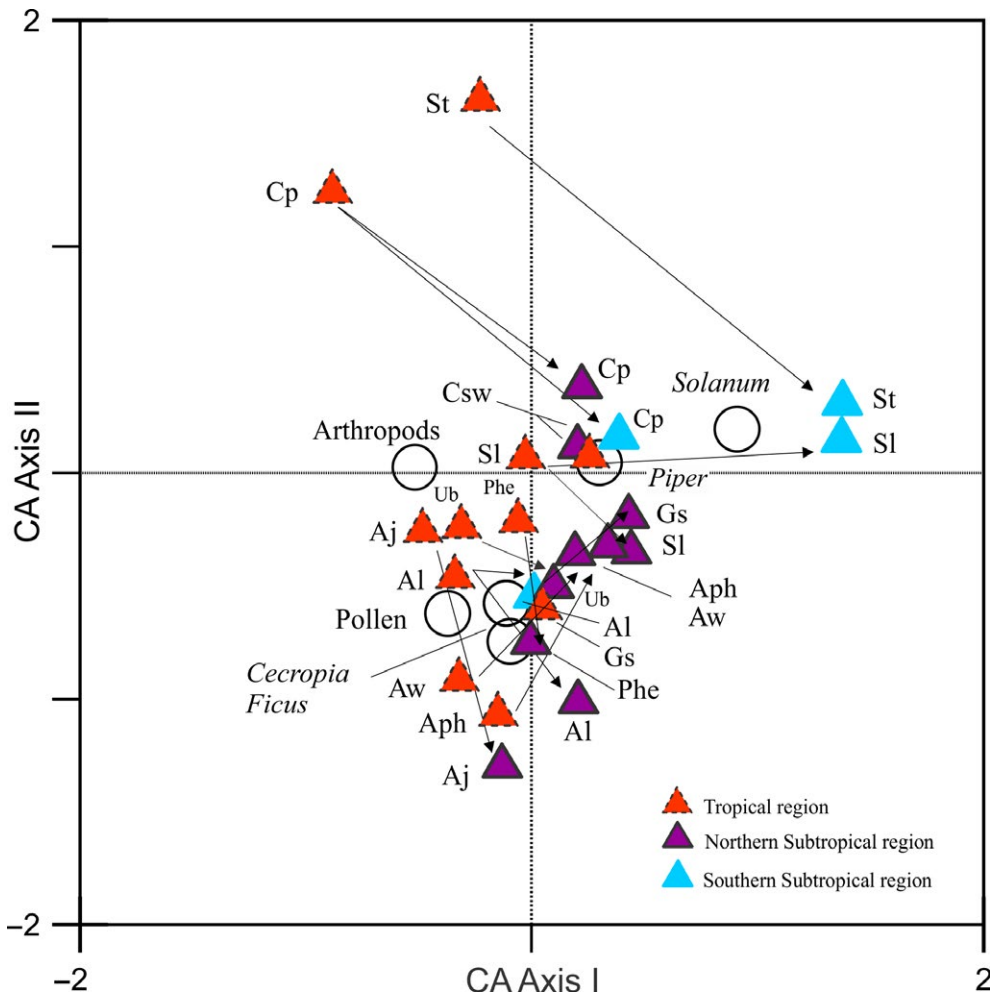 2
St
Cp
Cp
Solanum
Csw
St
Arthropods
Cp
Sl
Sl
Piper
Ub
Phe
Gs
Aj
Sl
Al
Aph
Ub
Pollen
Al
Aw
Gs
Cecropia
Aw
Phe
Ficus
Aph
Al
Aj
Tropical region
Northern Subtropical region
Southern Subtropical region
CA Axis II
–2
–2
CA Axis I
2